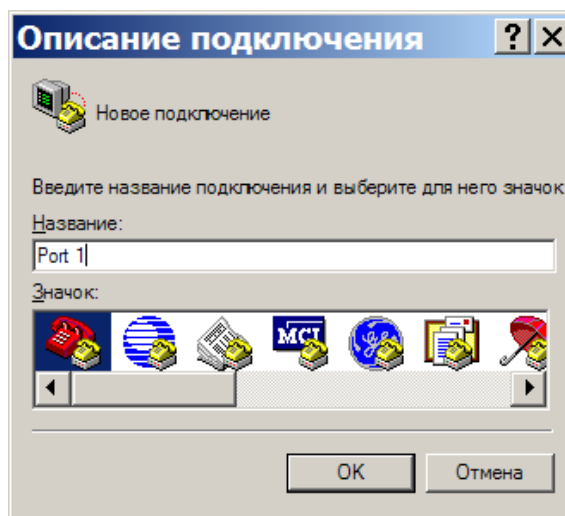 Описание подключения
Новое подключение
Введите название подключения и выберите для него значок
Название:
Port 1
Значок:
MCI
OK
Отмена